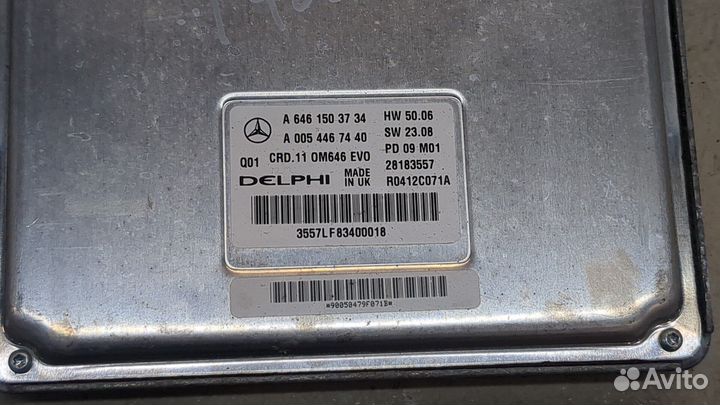 A 646 150 37 34 HW 50.06
A 005 446 74 40 SW 23.08
Q01 CRD.11 OM646 EVO PD 09 M01
28183557
DELPHI MADE IN UK R0412C071A
3557LF83400018
*90050479F071B*
Avito